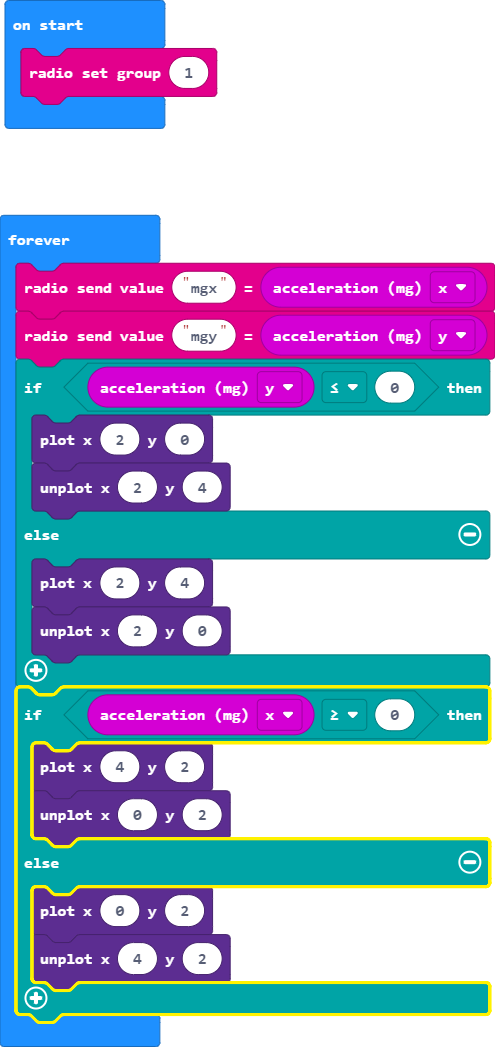 on start
radio set group 1
forever
radio send value "mgx" = acceleration (mg) x
radio send value "mgy" = acceleration (mg) y
if acceleration (mg) y ≤ 0 then
plot x 2 y 0
unplot x 2 y 4
else
plot x 2 y 4
unplot x 2 y 0
if acceleration (mg) x ≥ 0 then
plot x 4 y 2
unplot x 0 y 2
else
plot x 0 y 2
unplot x 4 y 2